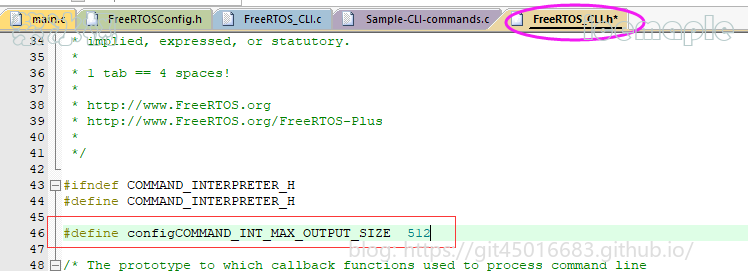 main.c FreeRTOSConfig.h FreeRTOS_CLI.c Sample-CLI-commands.c FreeRTOS_CLI.h*
34 * implied, expressed, or statutory.
35 *
36 * 1 tab == 4 spaces!
37 *
38 * http://www.FreeRTOS.org
39 * http://www.FreeRTOS.org/FreeRTOS-Plus
40 *
41 */
42
43 #ifndef COMMAND_INTERPRETER_H
44 #define COMMAND_INTERPRETER_H
45
46 #define configCOMMAND_INT_MAX_OUTPUT_SIZE 512
47
blog: https://git45016683.github.io/
48 /* The prototype to which callback functions used to process command line